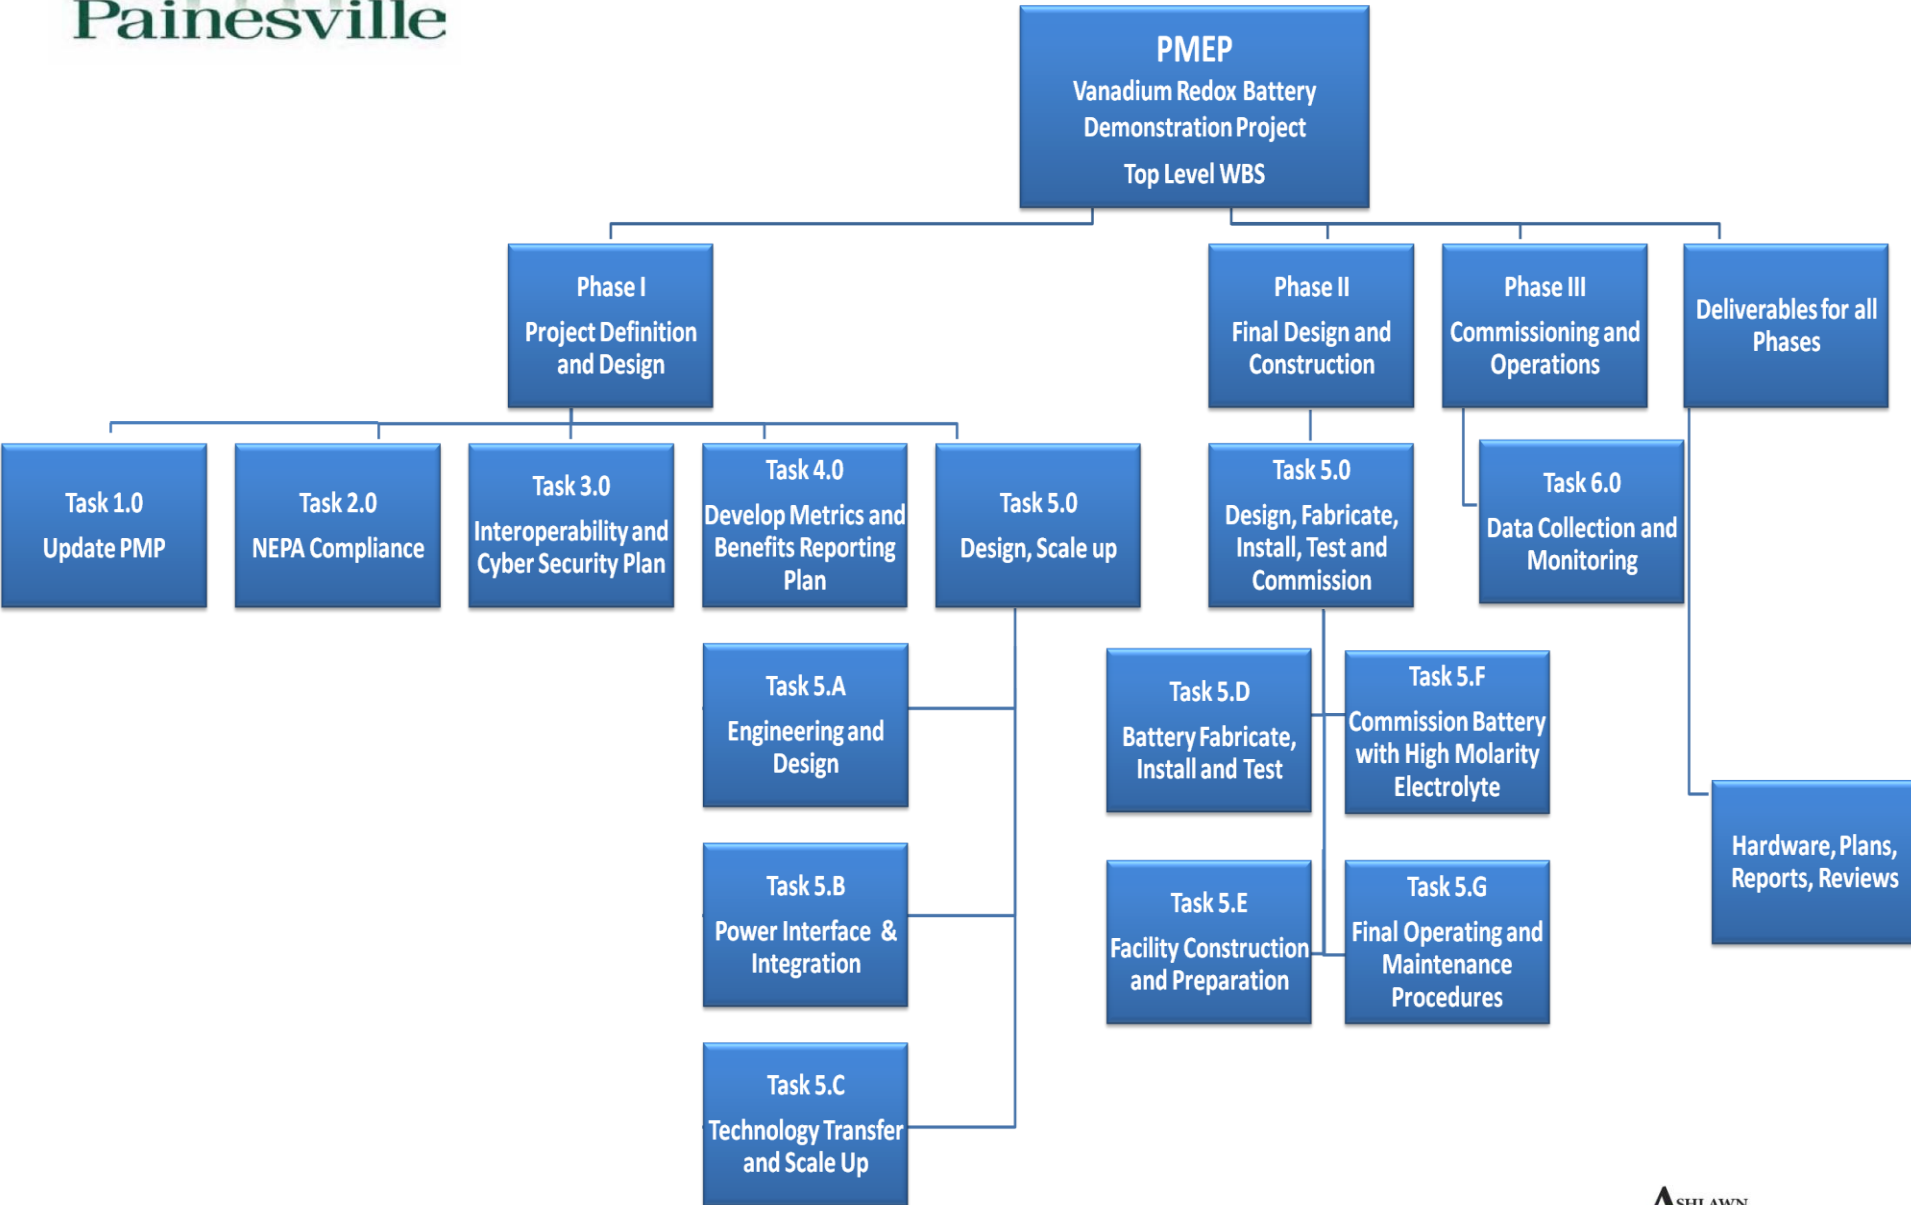 Painesville
PMEP
Vanadium Redox Battery
Demonstration Project
Top Level WBS
Phase I
Project Definition
and Design
Phase II
Final Design and
Construction
Phase III
Commissioning and
Operations
Deliverables for all
Phases
Task 1.0
Update PMP
Task 2.0
NEPA Compliance
Task 3.0
Interoperability and
Cyber Security Plan
Task 4.0
Develop Metrics and
Benefits Reporting
Plan
Task 5.0
Design, Scale up
Task 5.0
Design, Fabricate,
Install, Test and
Commission
Task 6.0
Data Collection and
Monitoring
Task 5.A
Engineering and
Design
Task 5.B
Power Interface &
Integration
Task 5.C
Technology Transfer
and Scale Up
Task 5.D
Battery Fabricate,
Install and Test
Task 5.F
Commission Battery
with High Molarity
Electrolyte
Task 5.E
Facility Construction
and Preparation
Task 5.G
Final Operating and
Maintenance
Procedures
Hardware, Plans,
Reports, Reviews
ASHLAWN